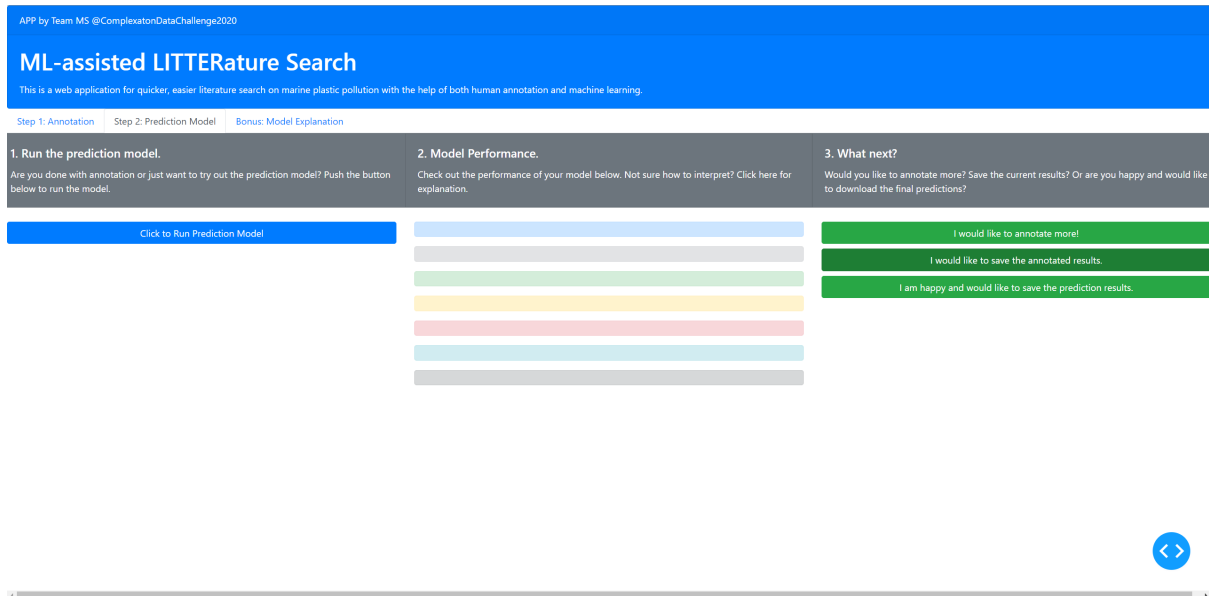 APP by Team MS @ComplexatonDataChallenge2020
ML-assisted LITTERature Search
This is a web application for quicker, easier literature search on marine plastic pollution with the help of both human annotation and machine learning.
Step 1: Annotation
Step 2: Prediction Model
Bonus: Model Explanation
1. Run the prediction model.
Are you done with annotation or just want to try out the prediction model? Push the button
below to run the model.
Click to Run Prediction Model
2. Model Performance.
Check out the performance of your model below. Not sure how to interpret? Click here for
explanation.
3. What next?
Would you like to annotate more? Save the current results? Or are you happy and would like
to download the final predictions?
I would like to annotate more!
I would like to save the annotated results.
I am happy and would like to save the prediction results.